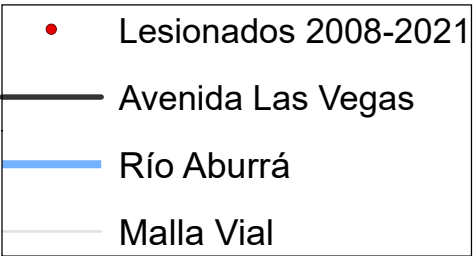 Lesionados 2008-2021
Avenida Las Vegas
Río Aburrá
Malla Vial